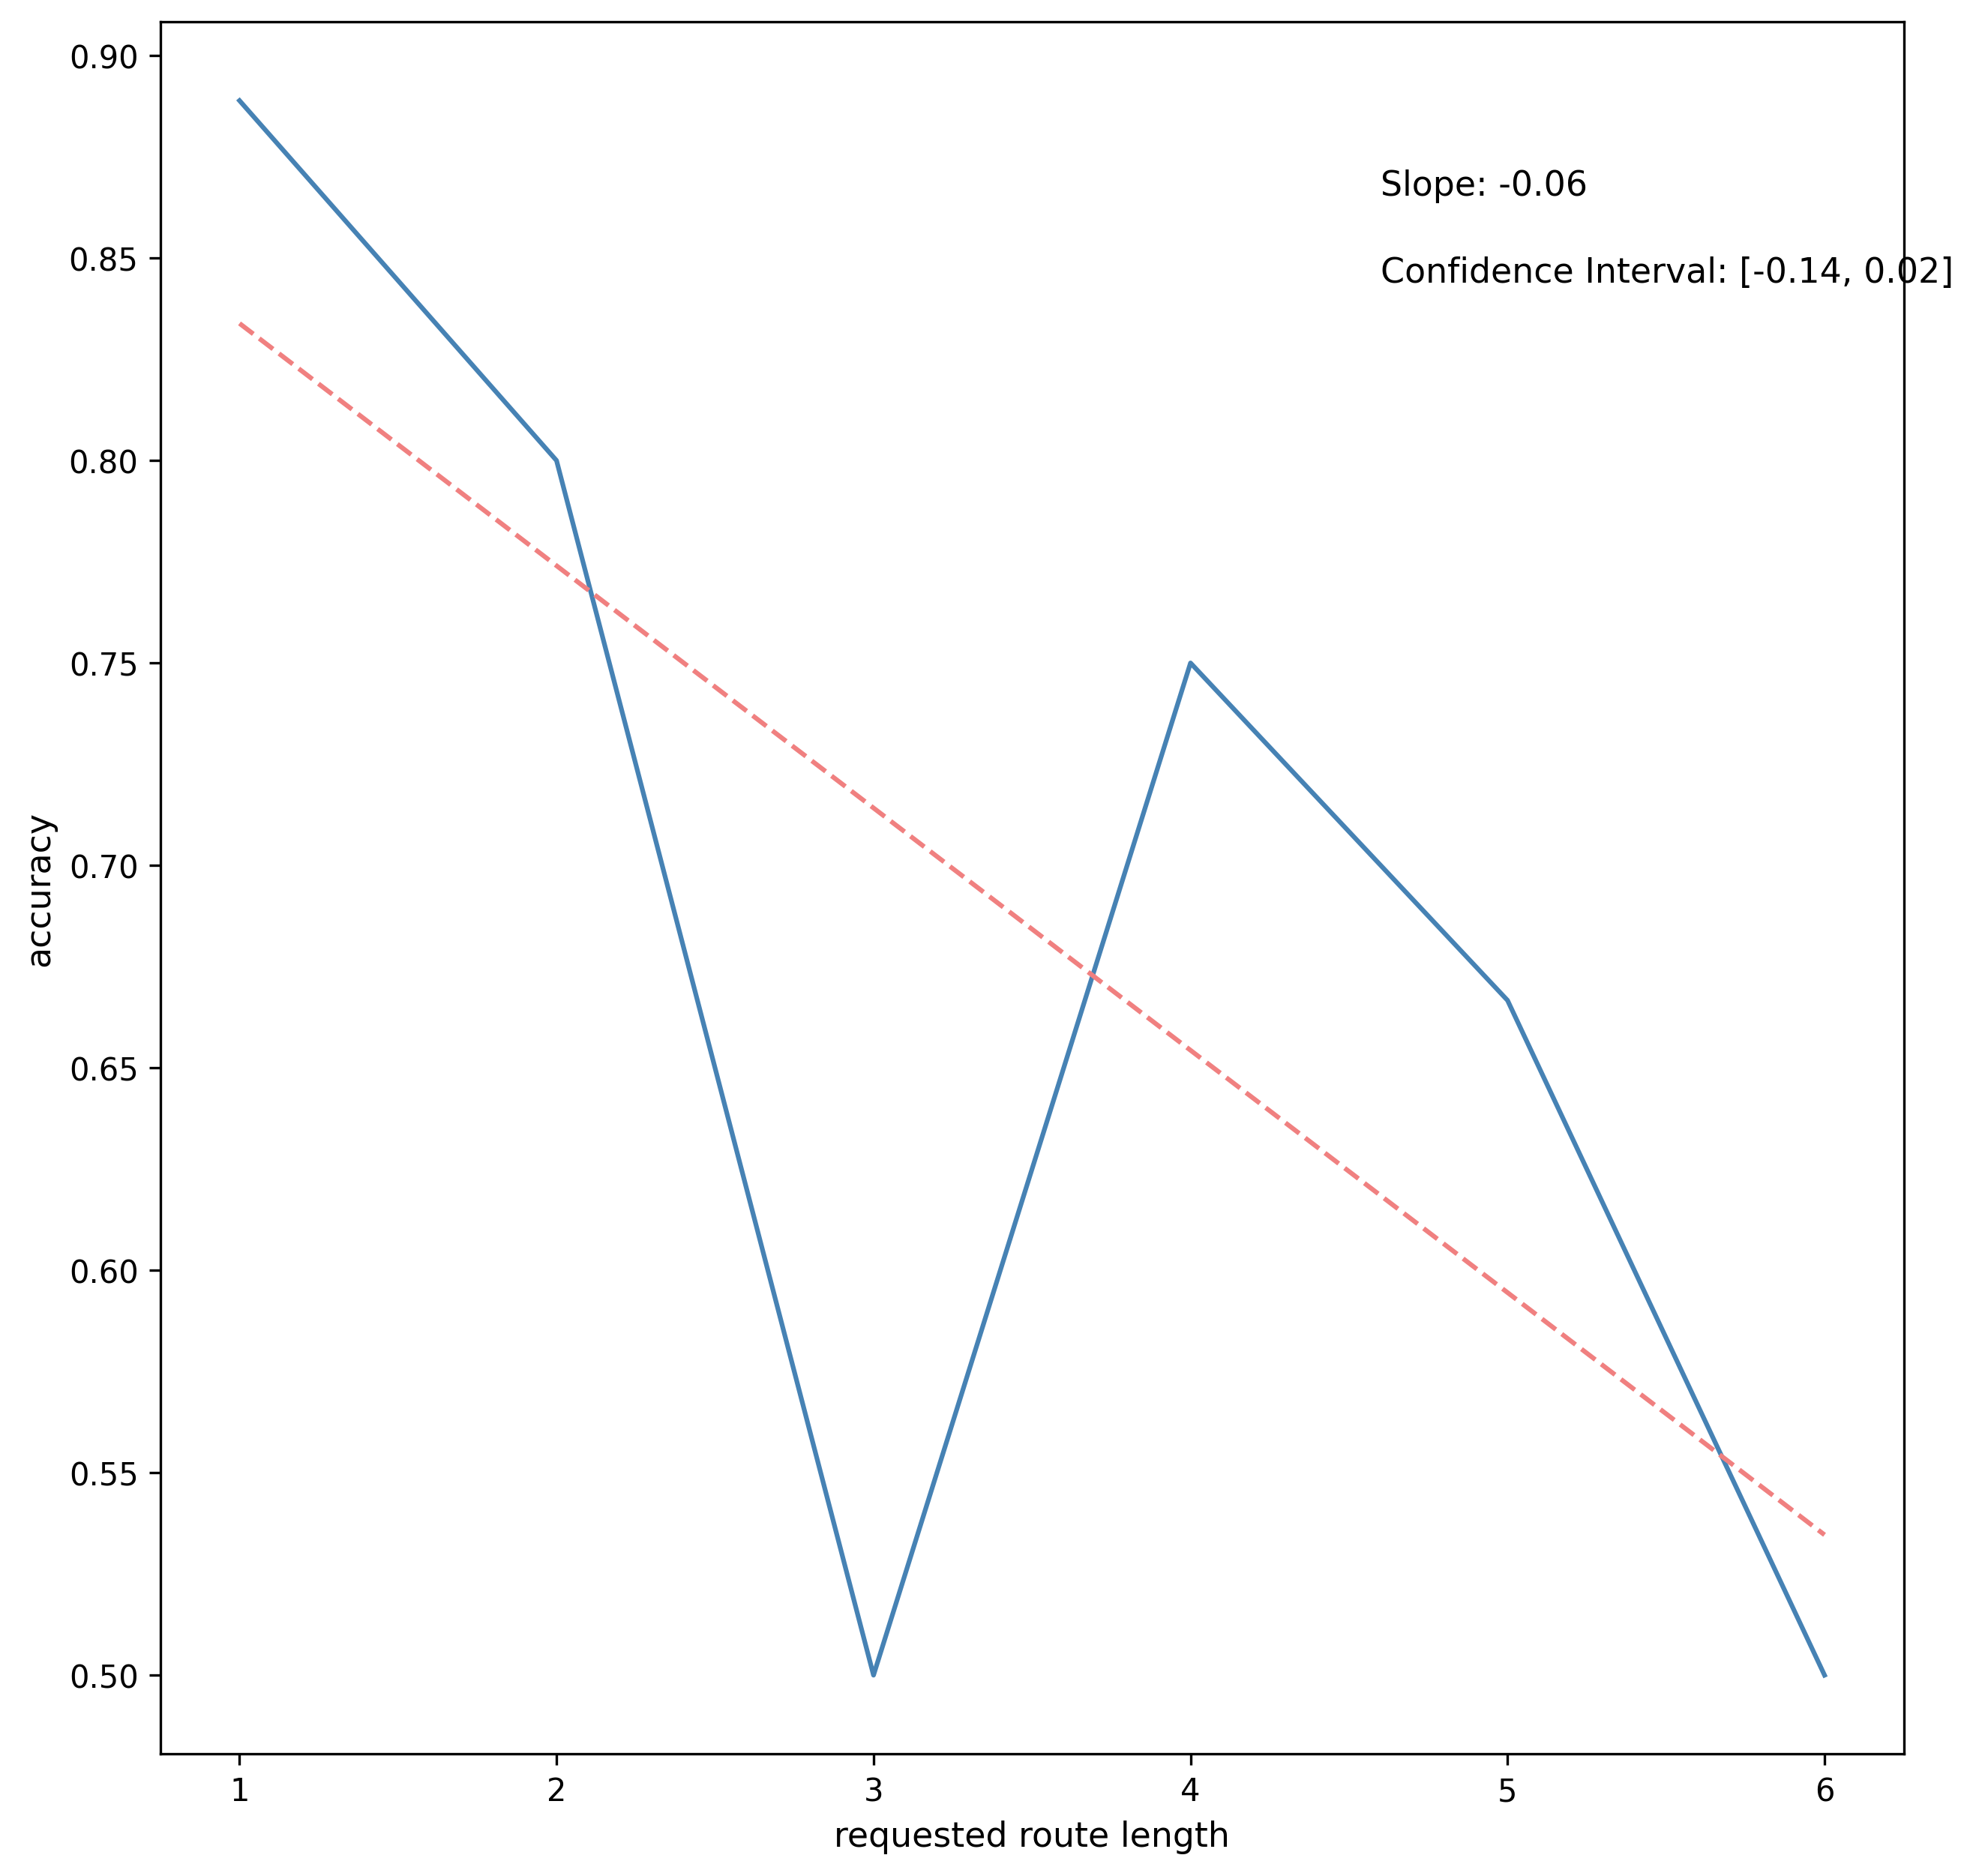 0.90
0.85
0.80
0.75
0.70
0.65
0.60
0.55
0.50
accuracy
Slope: -0.06
Confidence Interval: [-0.14, 0.02]
1 2 3 4 5 6
requested route length